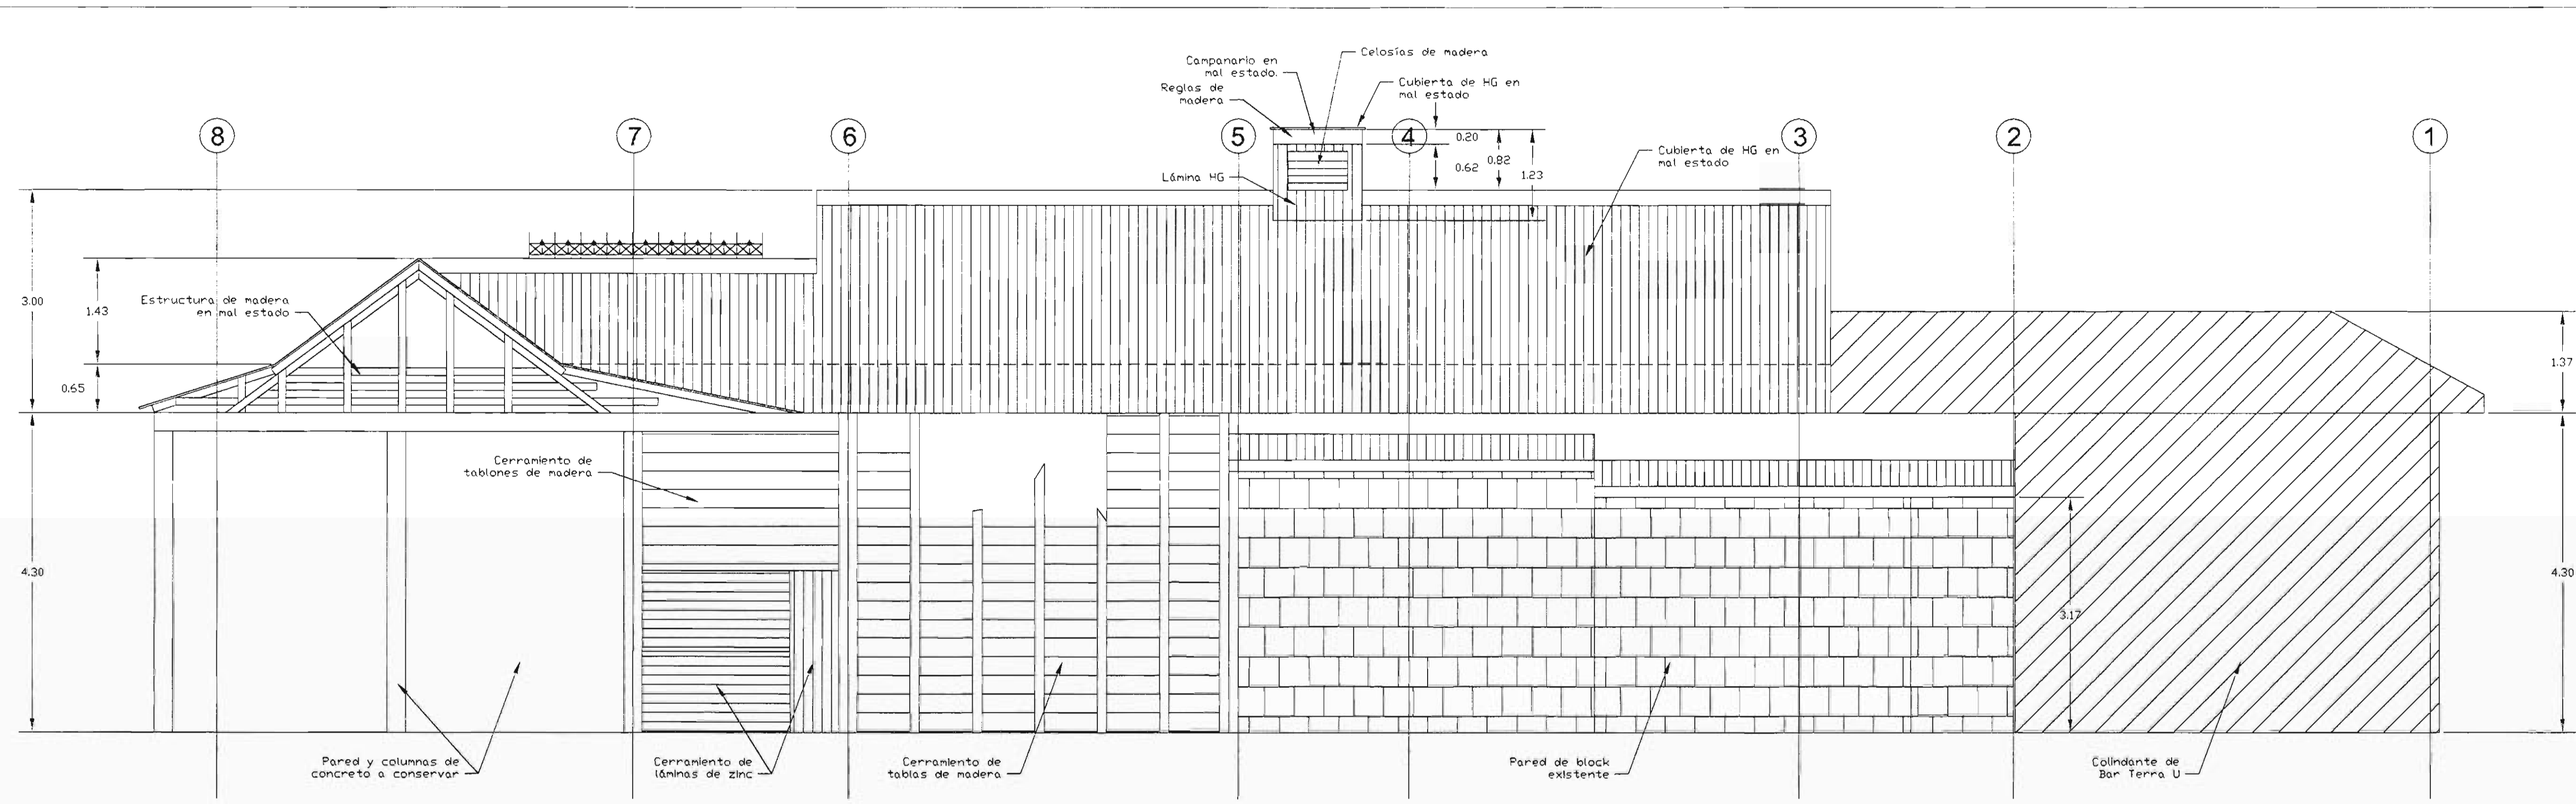 Celosías de madera
Campanario en
mal estado.
Cubierta de HG en
mal estado
Reglas de
madera
8
7
6
5
4
3
2
1
0.20
0.82
0.62
1.23
Cubierta de HG en
mal estado
Lámina HG
3.00
1.43
Estructura de madera
en mal estado
0.65
1.37
Cerramiento de
tablones de madera
4.30
4.30
3.17
Pared y columnas de
concreto a conservar
Cerramiento de
láminas de zinc
Cerramiento de
tablas de madera
Pared de block
existente
Colindante de
Bar Terra U